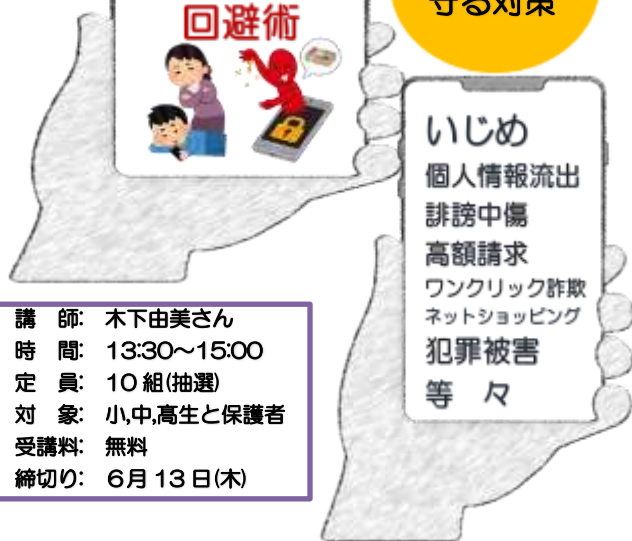 回避術
守る対策
いじめ
個人情報流出
誹謗中傷
高額請求
ワンクリック詐欺
ネットショッピング
犯罪被害
等　々
講　師:　木下由美さん
時　間:　13:30～15:00
定　員:　10組(抽選)
対　象:　小,中,高生と保護者
受講料:　無料
締切り:　6月13日(木)